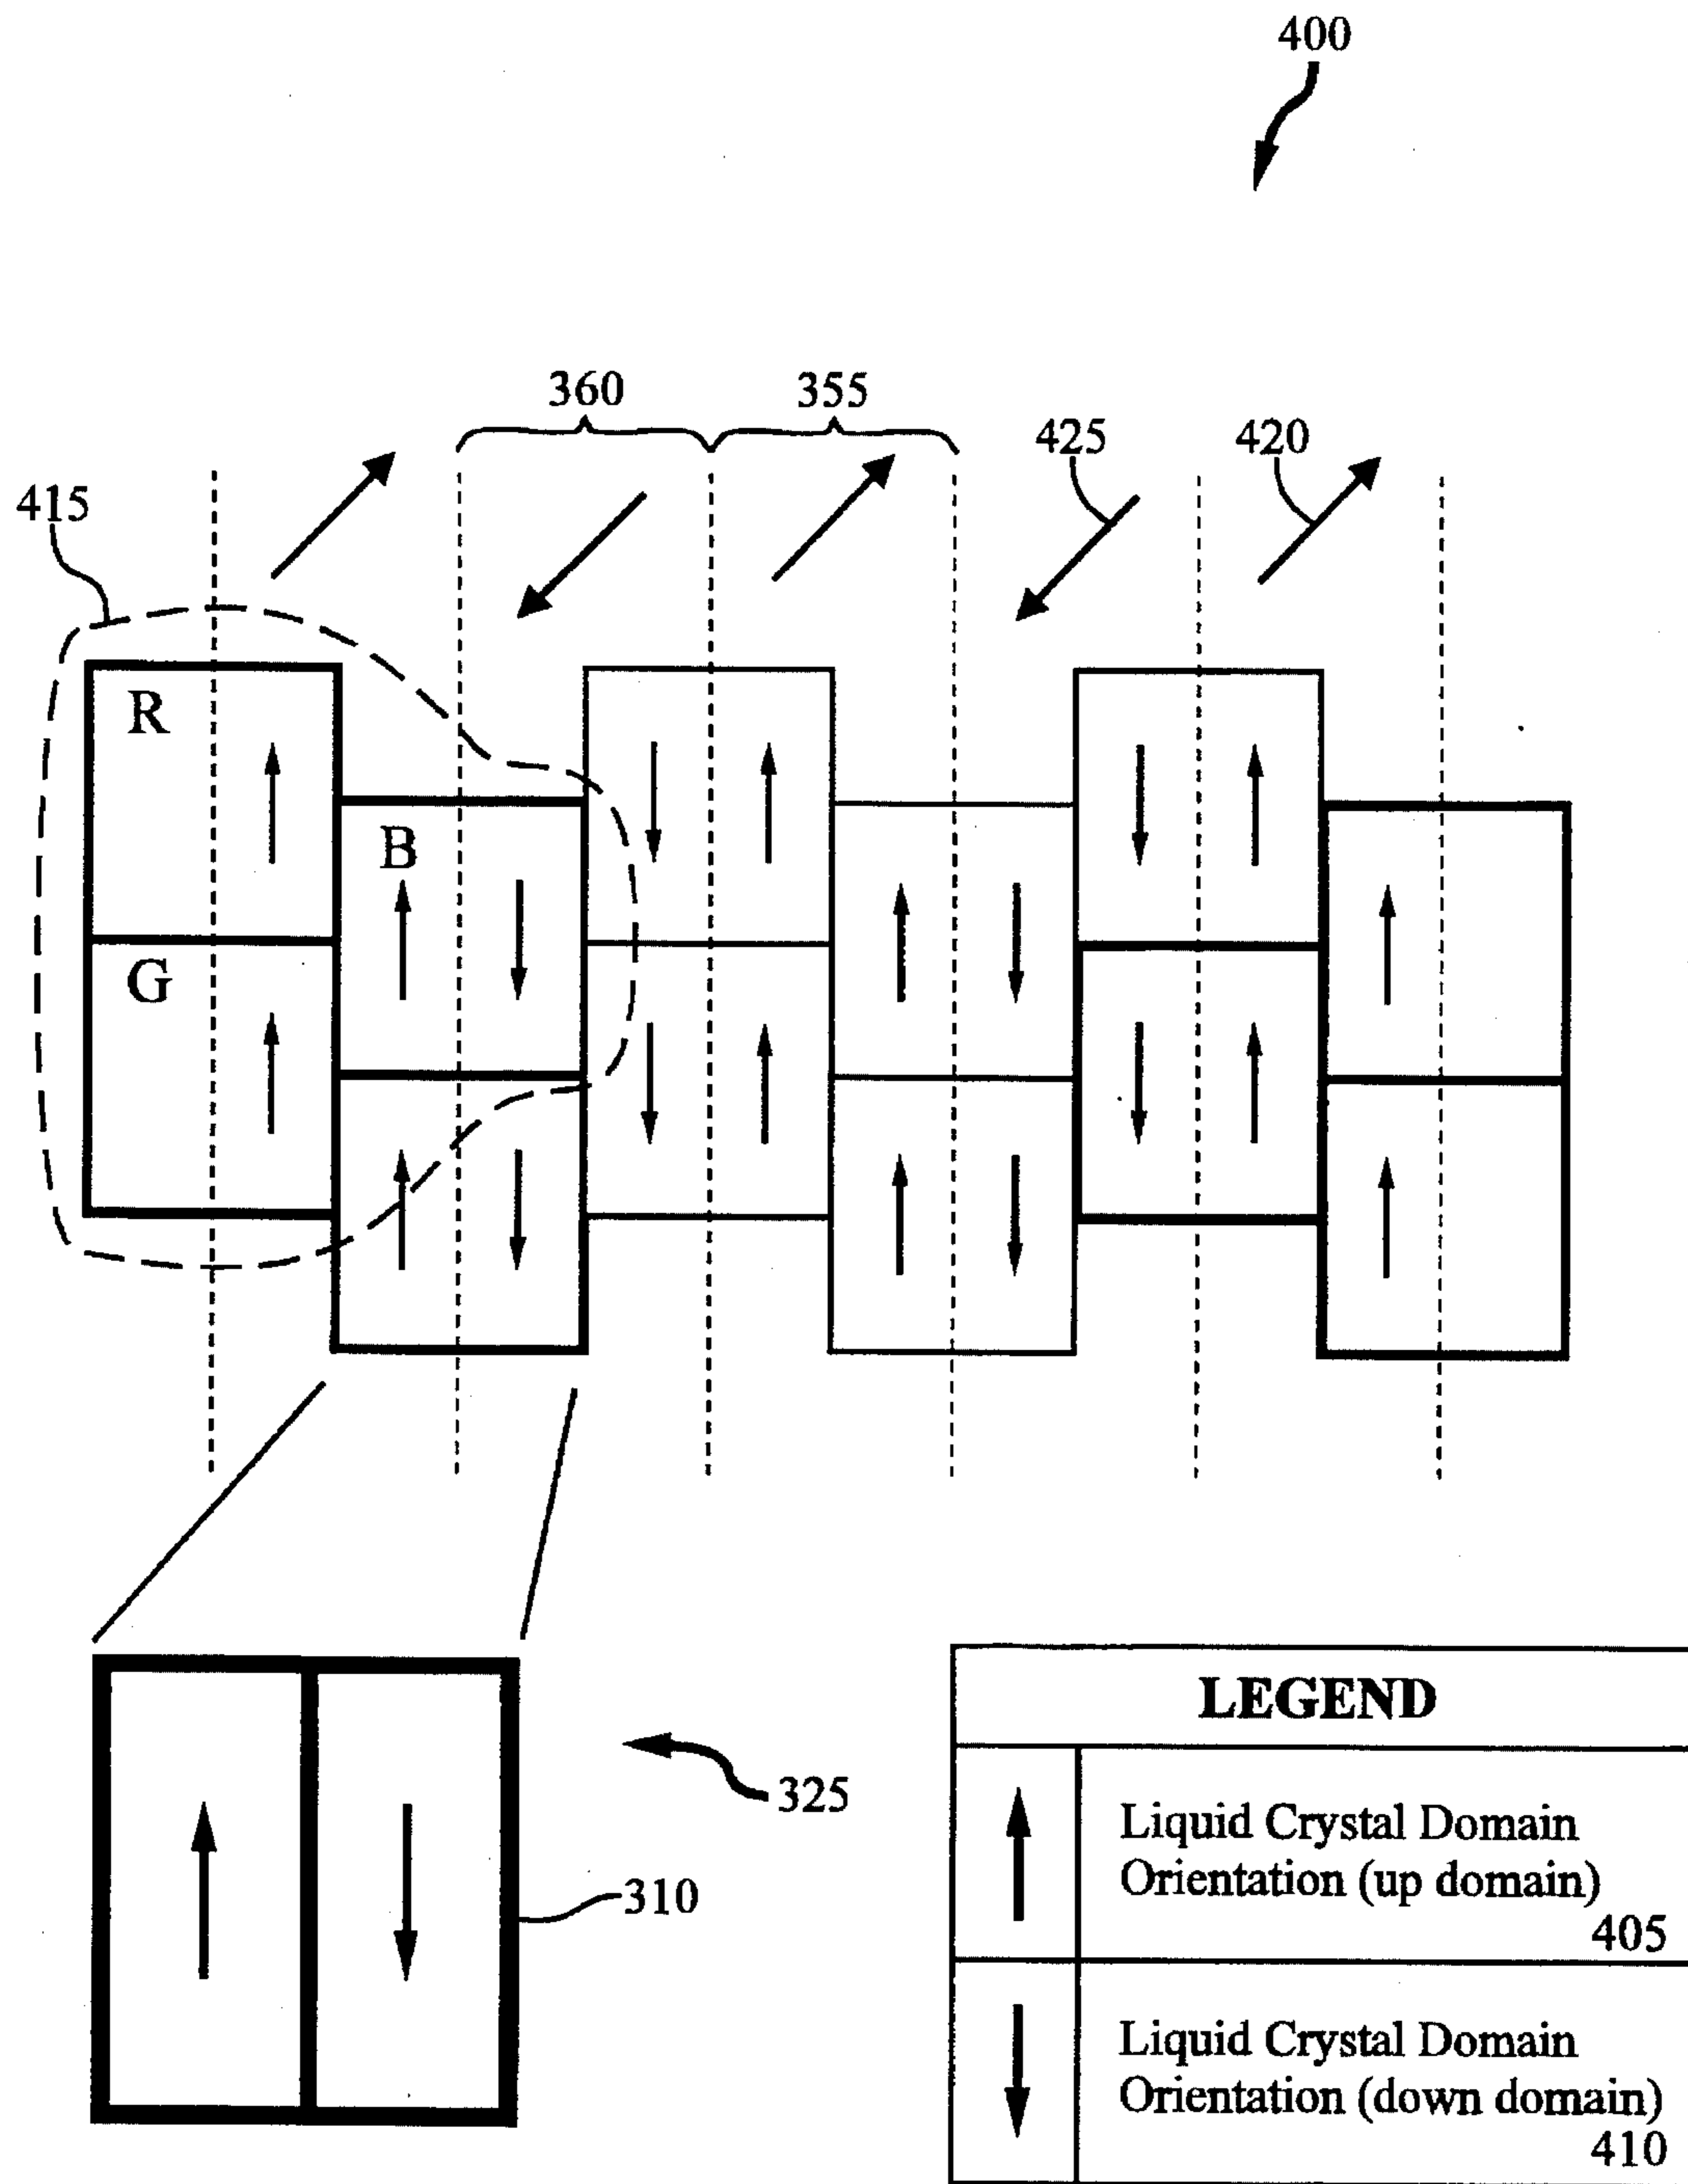 400
360 355
425 420
415
R
B
G
325
310
LEGEND
Liquid Crystal Domain
Orientation (up domain)
405
Liquid Crystal Domain
Orientation (down domain)
410